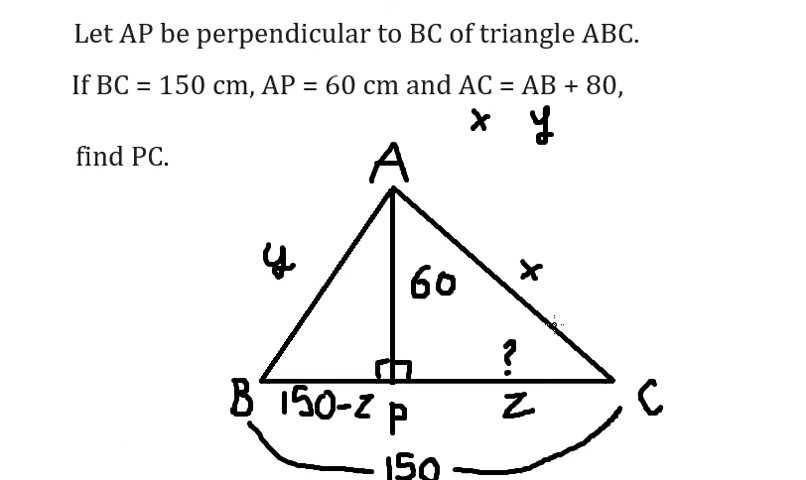 Let AP be perpendicular to BC of triangle ABC.
If BC = 150 cm, AP = 60 cm and AC = AB + 80,
x y
find PC.
A
y
60
x
?
B 150-z P z C
150